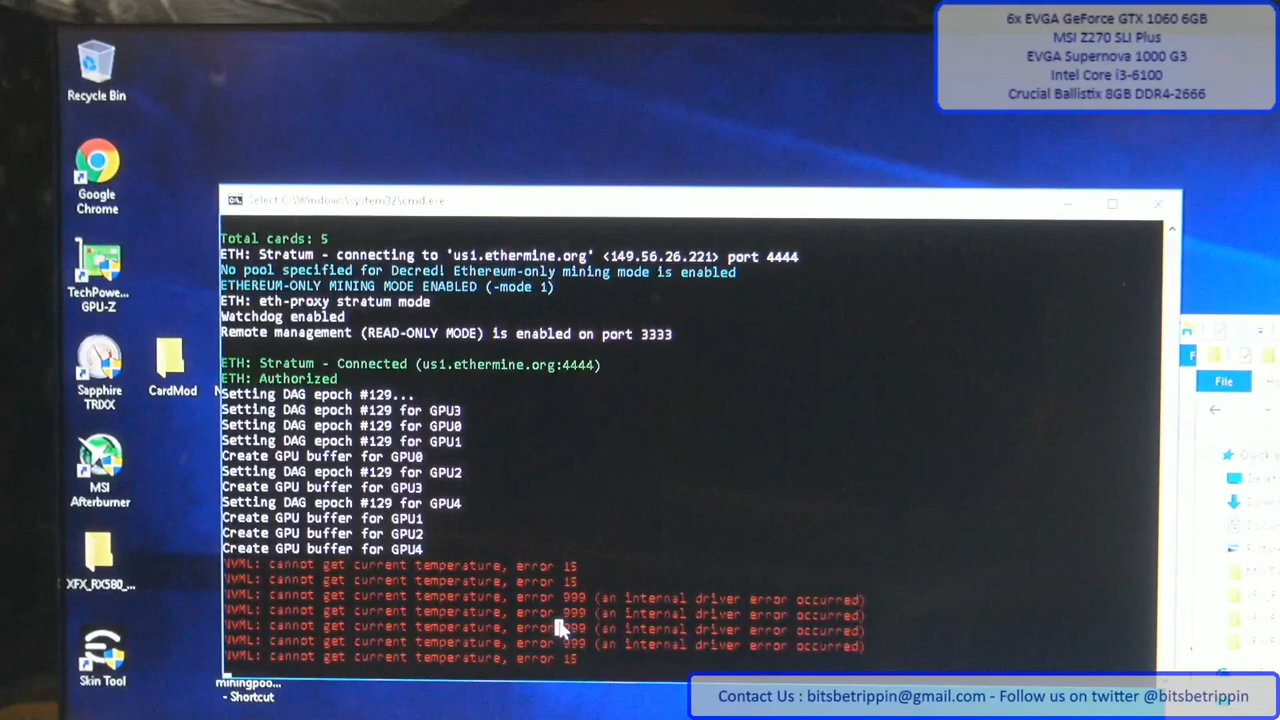 6x EVGA GeForce GTX 1060 6GB
MSI Z270 SLI Plus
EVGA Supernova 1000 G3
Intel Core i3-6100
Crucial Ballistix 8GB DDR4-2666
Recycle Bin
Google
Chrome
TechPowe...
GPU-Z
Sapphire
TRIXX
CardMod
MSI
Afterburner
XFX_RX580_...
Skin Tool
miningpoo...
- Shortcut
Select C:\Windows\system32\cmd.exe
Total cards: 5
ETH: Stratum - connecting to 'us1.ethermine.org' <149.56.26.221> port 4444
No pool specified for Decred! Ethereum-only mining mode is enabled
ETHEREUM-ONLY MINING MODE ENABLED (-mode 1)
ETH: eth-proxy stratum mode
Watchdog enabled
Remote management (READ-ONLY MODE) is enabled on port 3333
ETH: Stratum - Connected (us1.ethermine.org:4444)
ETH: Authorized
Setting DAG epoch #129...
Setting DAG epoch #129 for GPU3
Setting DAG epoch #129 for GPU0
Setting DAG epoch #129 for GPU1
Create GPU buffer for GPU0
Setting DAG epoch #129 for GPU2
Create GPU buffer for GPU3
Setting DAG epoch #129 for GPU4
Create GPU buffer for GPU1
Create GPU buffer for GPU2
Create GPU buffer for GPU4
NVML: cannot get current temperature, error 15
NVML: cannot get current temperature, error 15
NVML: cannot get current temperature, error 999 (an internal driver error occurred)
NVML: cannot get current temperature, error 999 (an internal driver error occurred)
NVML: cannot get current temperature, error 999 (an internal driver error occurred)
NVML: cannot get current temperature, error 999 (an internal driver error occurred)
NVML: cannot get current temperature, error 15
File
Contact Us : bitsbetrippin@gmail.com - Follow us on twitter @bitsbetrippin